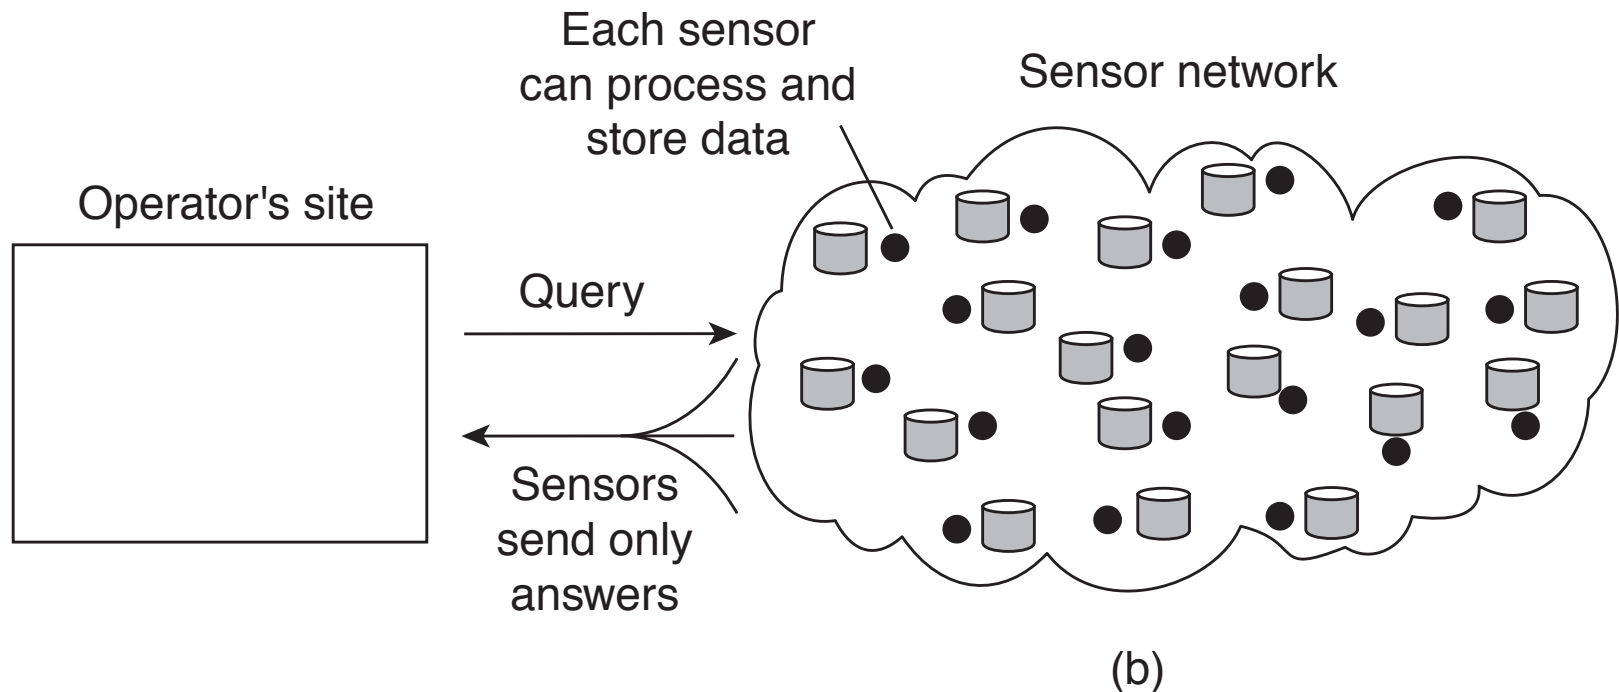 Each sensor
can process and
store data
Sensor network
Operator's site
Query
Sensors
send only
answers
(b)